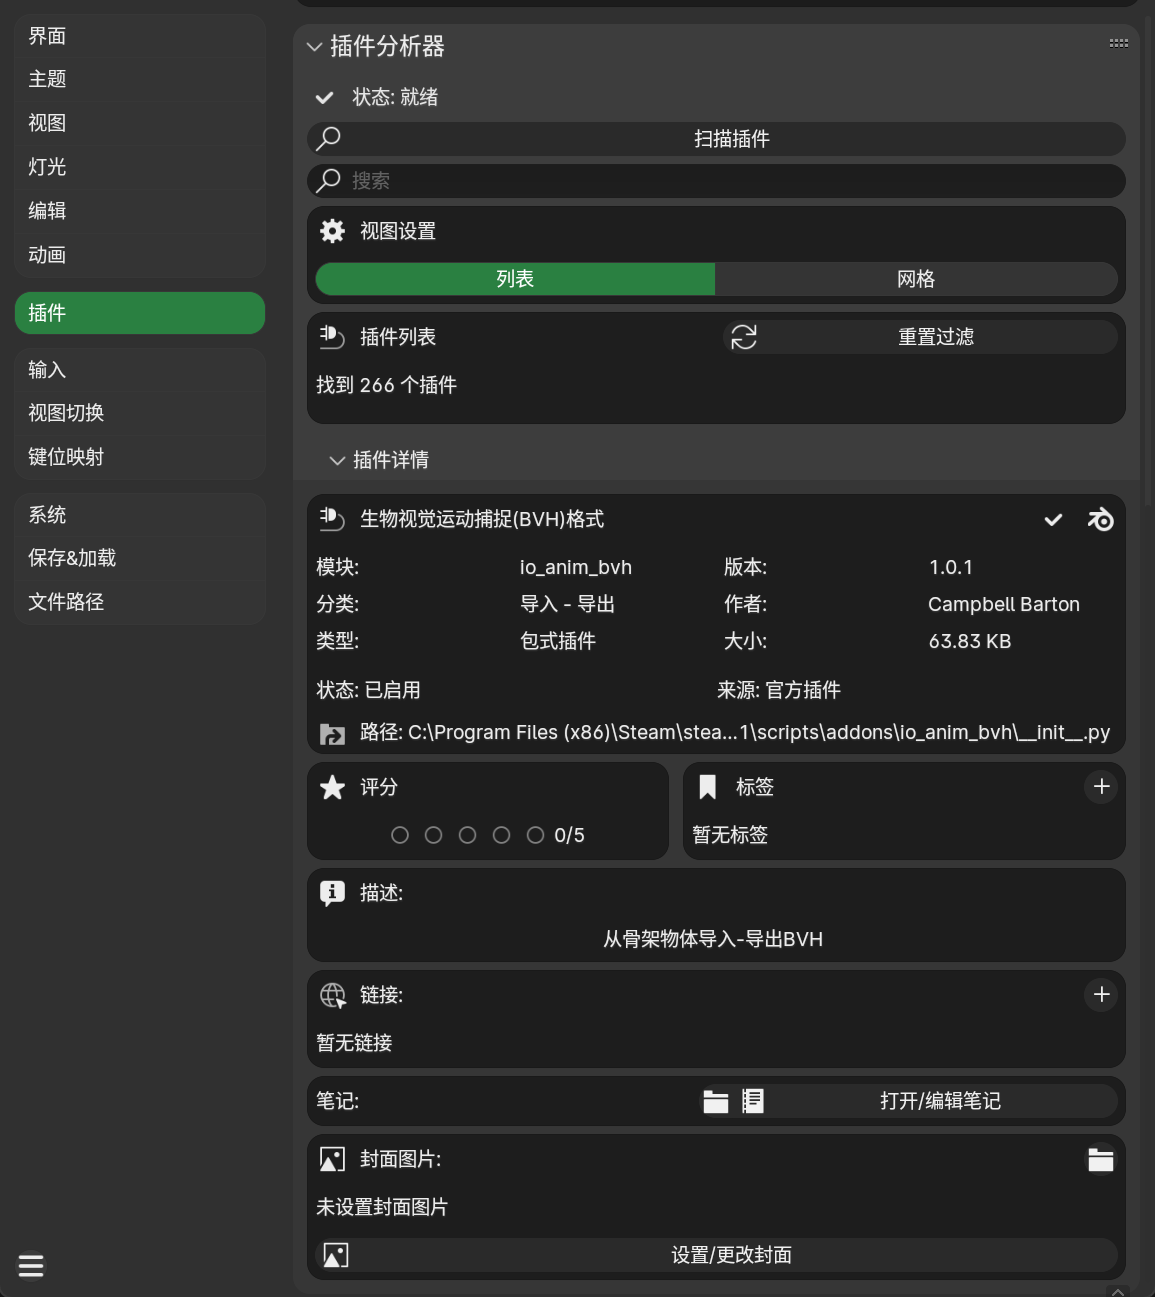 界面
主题
视图
灯光
编辑
动画
插件
输入
视图切换
键位映射
系统
保存&加载
文件路径
插件分析器
状态: 就绪
扫描插件
搜索
视图设置
列表 网格
插件列表 重置过滤
找到 266 个插件
插件详情
生物视觉运动捕捉(BVH)格式
模块: io_anim_bvh 版本: 1.0.1
分类: 导入 - 导出 作者: Campbell Barton
类型: 包式插件 大小: 63.83 KB
状态: 已启用 来源: 官方插件
路径: C:\Program Files (x86)\Steam\stea...1\scripts\addons\io_anim_bvh\__init__.py
评分 标签
0/5 暂无标签
描述:
从骨架物体导入-导出BVH
链接:
暂无链接
笔记: 打开/编辑笔记
封面图片:
未设置封面图片
设置/更改封面